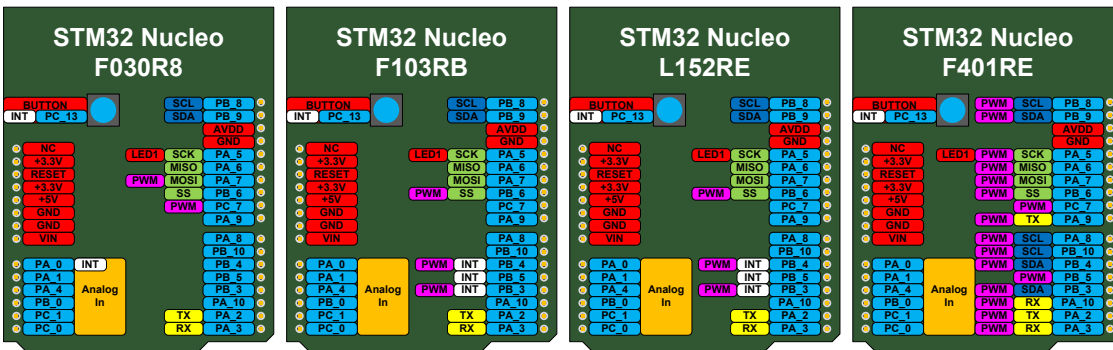 STM32 Nucleo
F030R8
BUTTON
INT PC_13
NC
+3.3V
RESET
+3.3V
+5V
GND
GND
VIN
PA_0 INT
PA_1
PA_4
PB_0
PC_1
PC_0
Analog
In
SCL PB_8
SDA PB_9
AVDD
GND
LED1 SCK PA_5
MISO PA_6
PWM MOSI PA_7
SS PB_6
PWM PC_7
PA_9
PA_8
PB_10
PB_4
PB_5
PB_3
PA_10
TX PA_2
RX PA_3
STM32 Nucleo
F103RB
BUTTON
INT PC_13
NC
+3.3V
RESET
+3.3V
+5V
GND
GND
VIN
PA_0
PA_1
PA_4
PB_0
PC_1
PC_0
Analog
In
SCL PB_8
SDA PB_9
AVDD
GND
LED1 SCK PA_5
MISO PA_6
MOSI PA_7
PWM SS PB_6
PC_7
PA_9
PA_8
PB_10
PWM INT PB_4
INT PB_5
PWM INT PB_3
PA_10
TX PA_2
RX PA_3
STM32 Nucleo
L152RE
BUTTON
INT PC_13
NC
+3.3V
RESET
+3.3V
+5V
GND
GND
VIN
PA_0
PA_1
PA_4
PB_0
PC_1
PC_0
Analog
In
SCL PB_8
SDA PB_9
AVDD
GND
LED1 SCK PA_5
MISO PA_6
MOSI PA_7
PWM SS PB_6
PC_7
PA_9
PA_8
PB_10
PWM INT PB_4
INT PB_5
PWM INT PB_3
PA_10
TX PA_2
RX PA_3
STM32 Nucleo
F401RE
BUTTON
INT PC_13
NC
+3.3V
RESET
+3.3V
+5V
GND
GND
VIN
PA_0
PA_1
PA_4
PB_0
PC_1
PC_0
Analog
In
PWM SCL PB_8
PWM SDA PB_9
AVDD
GND
LED1 PWM SCK PA_5
PWM MISO PA_6
PWM MOSI PA_7
PWM SS PB_6
PWM PC_7
PWM TX PA_9
PWM SCL PA_8
PWM SCL PB_10
PWM SDA PB_4
PWM PB_5
PWM SDA PB_3
PWM RX PA_10
PWM TX PA_2
PWM RX PA_3